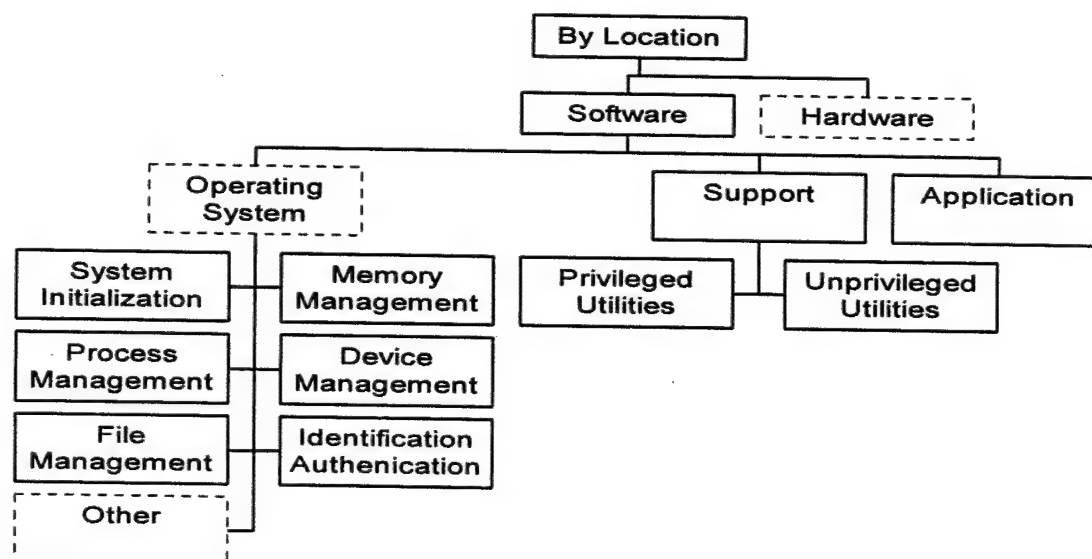 By Location
Software
Hardware
Operating
System
Support
Application
System
Initialization
Memory
Management
Privileged
Utilities
Unprivileged
Utilities
Process
Management
Device
Management
File
Management
Identification
Authenication
Other